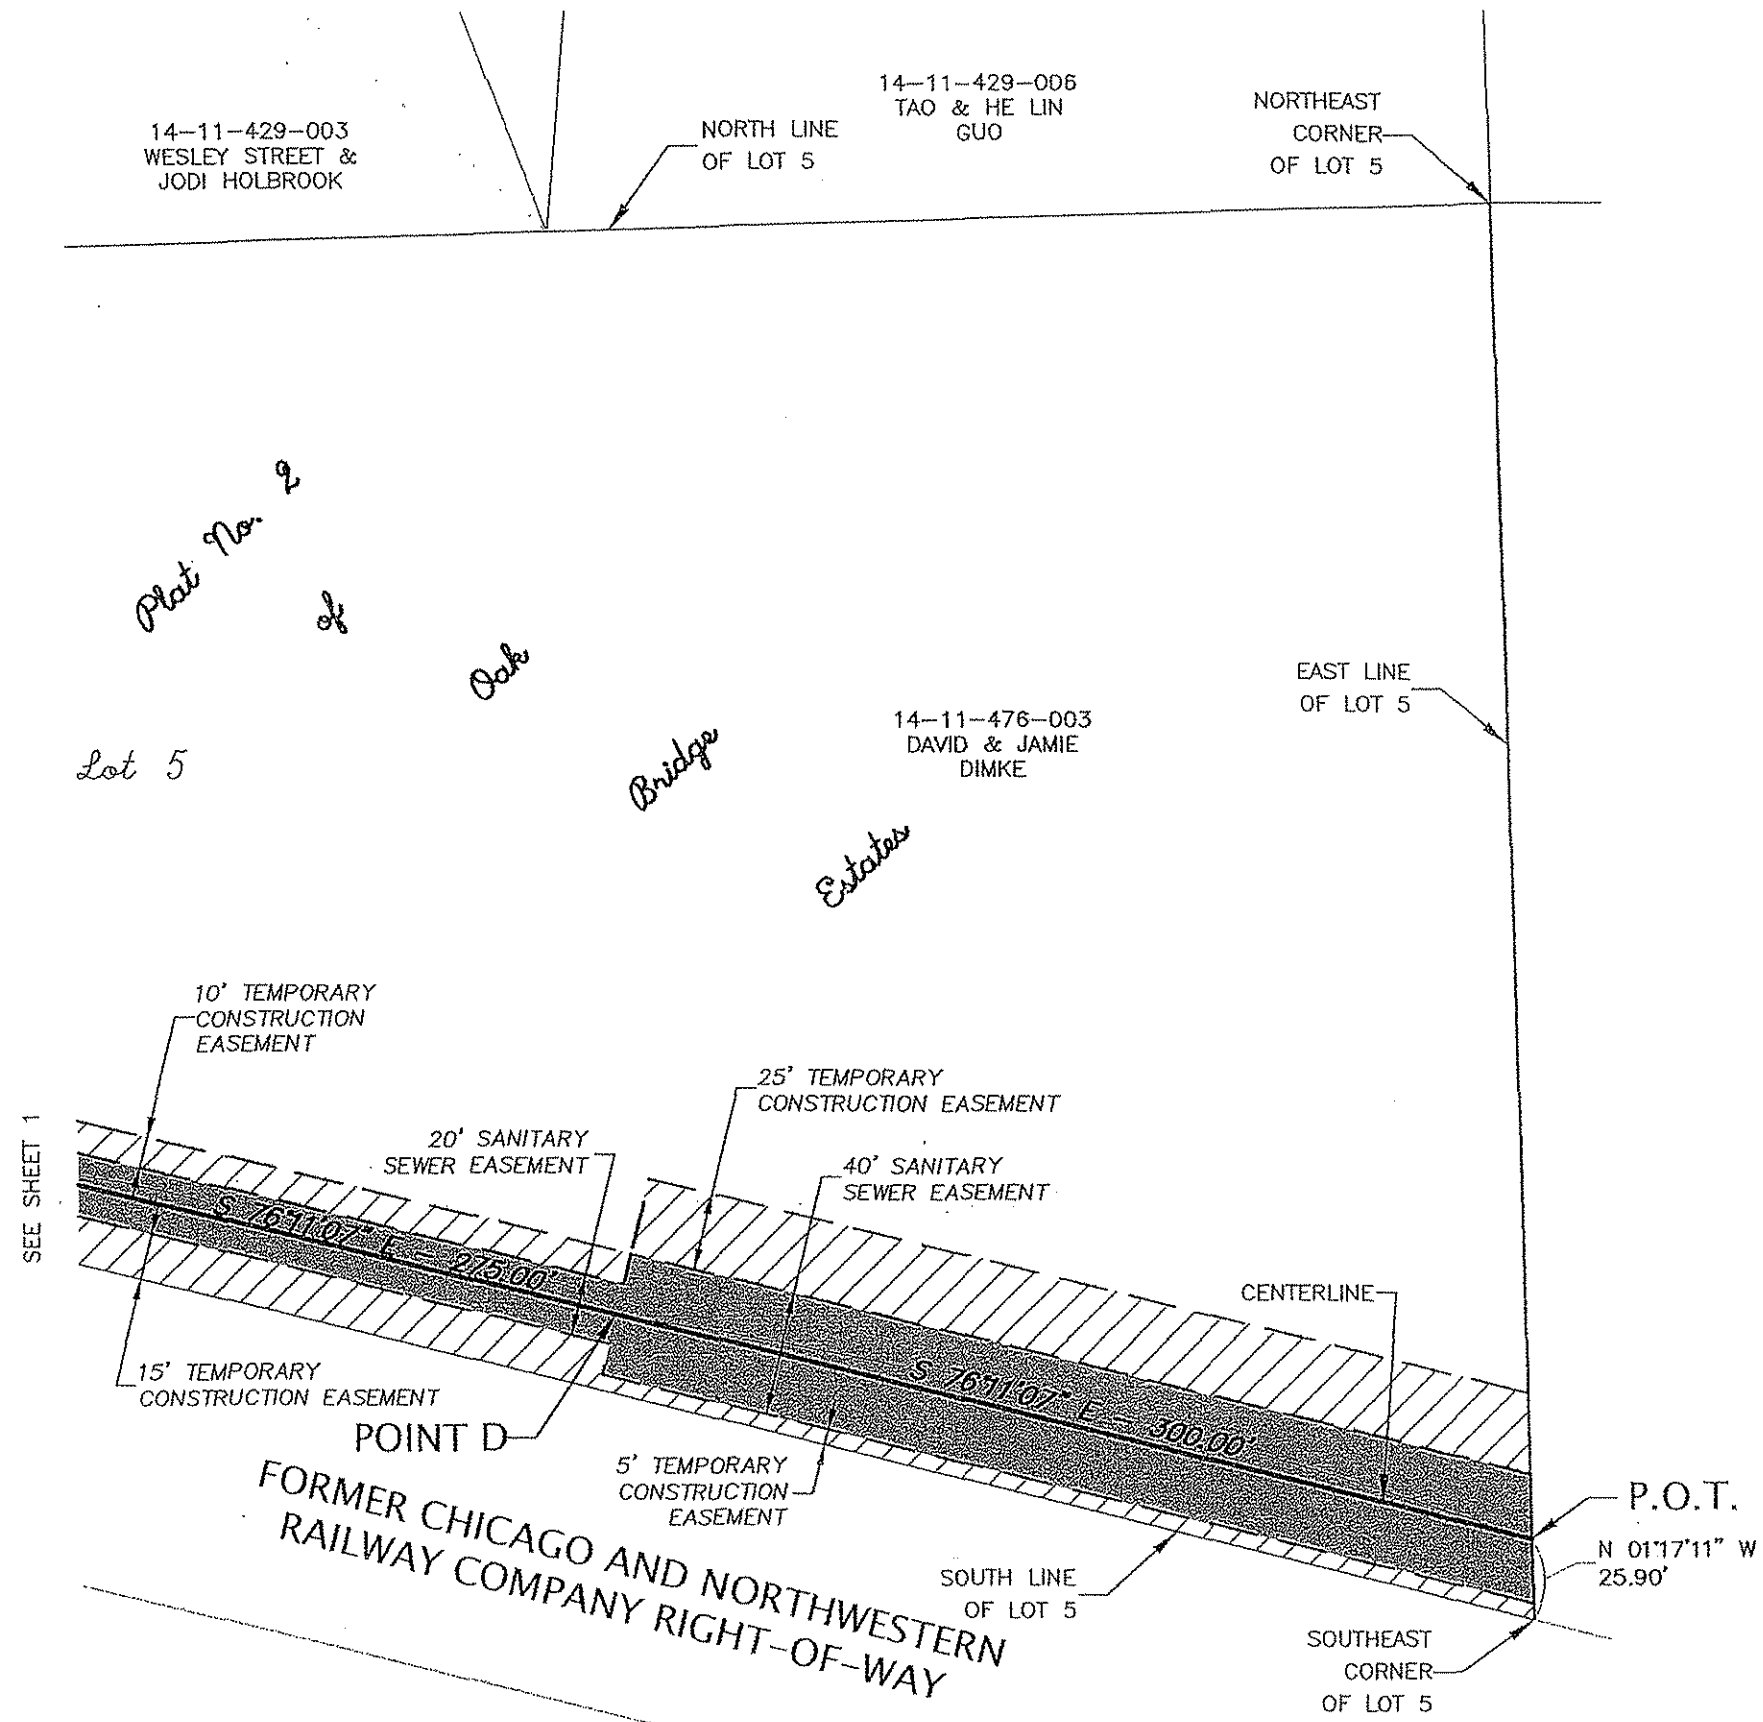 14-11-429-003
WESLEY STREET &
JODI HOLBROOK
NORTH LINE
OF LOT 5
14-11-429-006
TAO & HE LIN
GUO
NORTHEAST
CORNER
OF LOT 5
Plat No. 2
of
Oak
Bridge
Estates
Lot 5
14-11-476-003
DAVID & JAMIE
DIMKE
EAST LINE
OF LOT 5
10' TEMPORARY
CONSTRUCTION
EASEMENT
25' TEMPORARY
CONSTRUCTION EASEMENT
SEE SHEET 1
20' SANITARY
SEWER EASEMENT
40' SANITARY
SEWER EASEMENT
S 76°11'07" E - 275.00'
CENTERLINE
15' TEMPORARY
CONSTRUCTION EASEMENT
S 76°11'07" E - 300.00'
POINT D
5' TEMPORARY
CONSTRUCTION
EASEMENT
P.O.T.
N 01°17'11" W
25.90'
FORMER CHICAGO AND NORTHWESTERN
RAILWAY COMPANY RIGHT-OF-WAY
SOUTH LINE
OF LOT 5
SOUTHEAST
CORNER
OF LOT 5